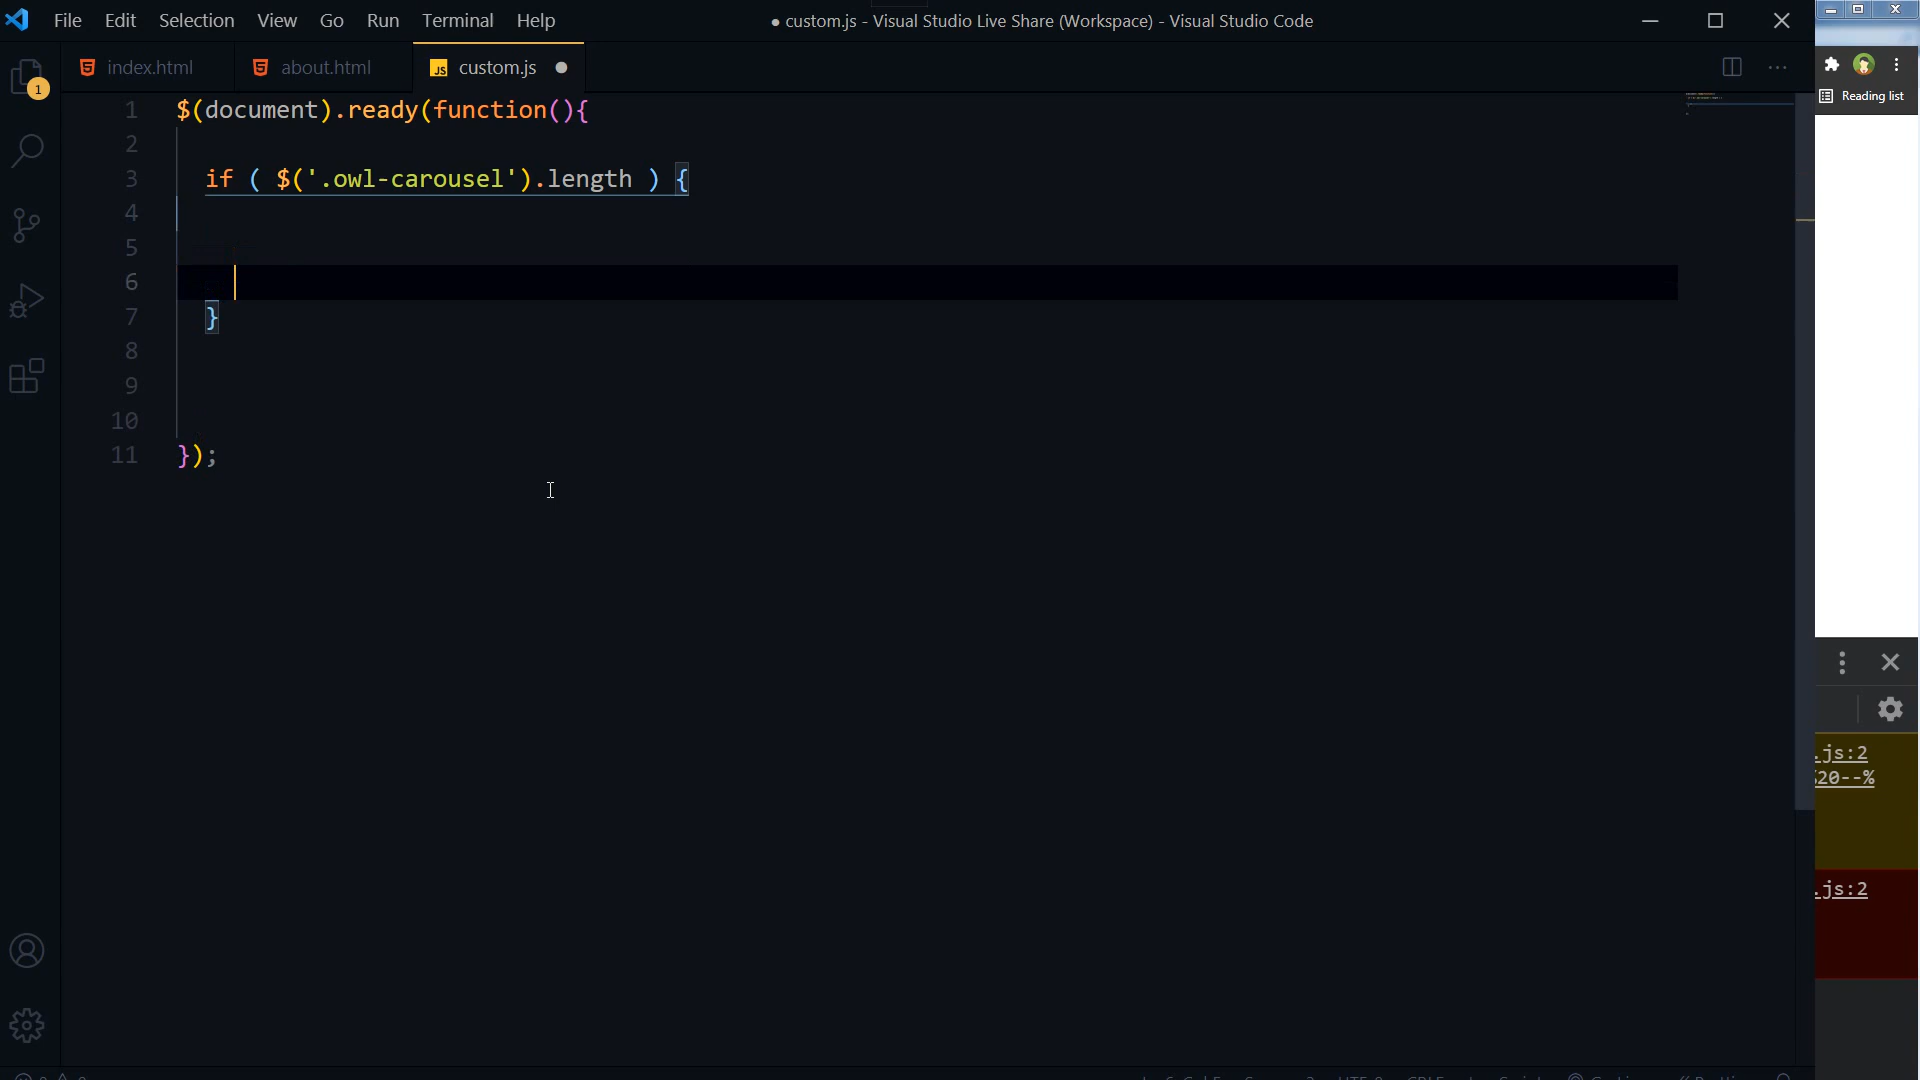 File Edit Selection View Go Run Terminal Help
● custom.js - Visual Studio Live Share (Workspace) - Visual Studio Code
index.html about.html JS custom.js
Reading list
1
1 $(document).ready(function(){
2
3 if ( $('.owl-carousel').length ) {
4
5
6
7 }
8
9
10
11 });
.js:2
20--%
.js:2